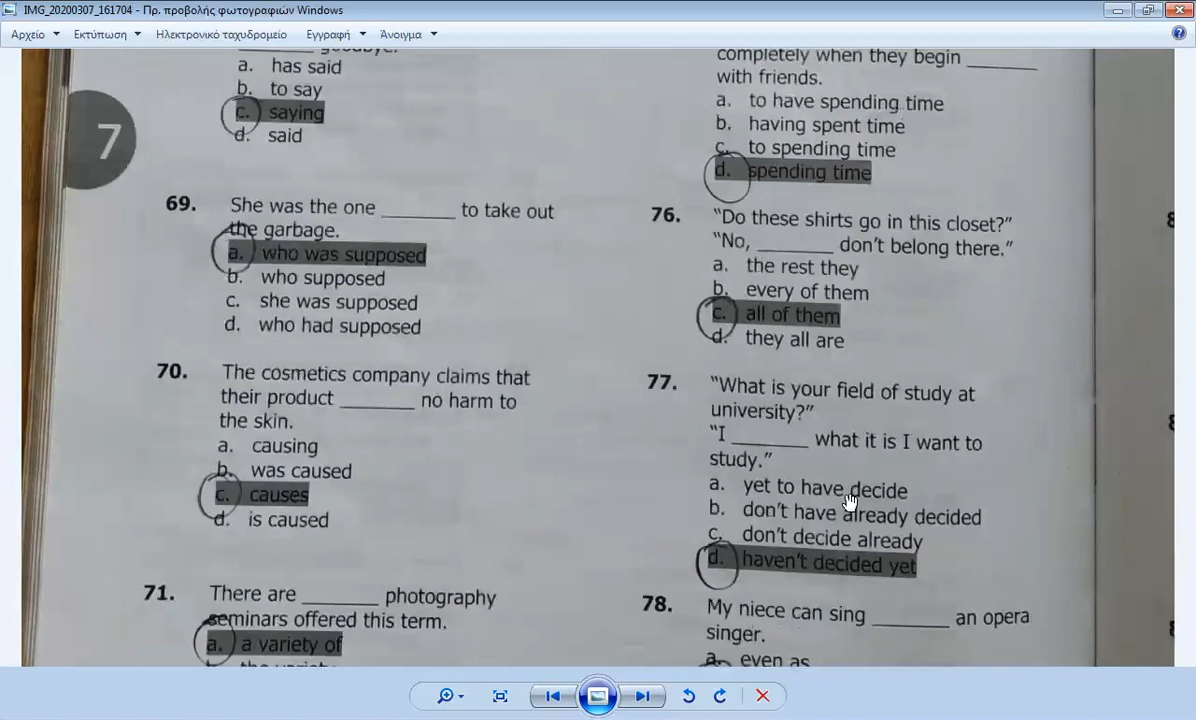 IMG_20200307_161704 - Πρ. προβολής φωτογραφιών Windows
Αρχείο Εκτύπωση Ηλεκτρονικό ταχυδρομείο Εγγραφή Άνοιγμα
7
goodbye.
a. has said
b. to say
c. saying
d. said
69. She was the one ________ to take out
the garbage.
a. who was supposed
b. who supposed
c. she was supposed
d. who had supposed
70. The cosmetics company claims that
their product ________ no harm to
the skin.
a. causing
b. was caused
c. causes
d. is caused
71. There are ________ photography
seminars offered this term.
a. a variety of
completely when they begin ________
with friends.
a. to have spending time
b. having spent time
c. to spending time
d. spending time
76. "Do these shirts go in this closet?"
"No, ________ don't belong there."
a. the rest they
b. every of them
c. all of them
d. they all are
77. "What is your field of study at
university?"
"I ________ what it is I want to
study."
a. yet to have decide
b. don't have already decided
c. don't decide already
d. haven't decided yet
78. My niece can sing ________ an opera
singer.
a. even as